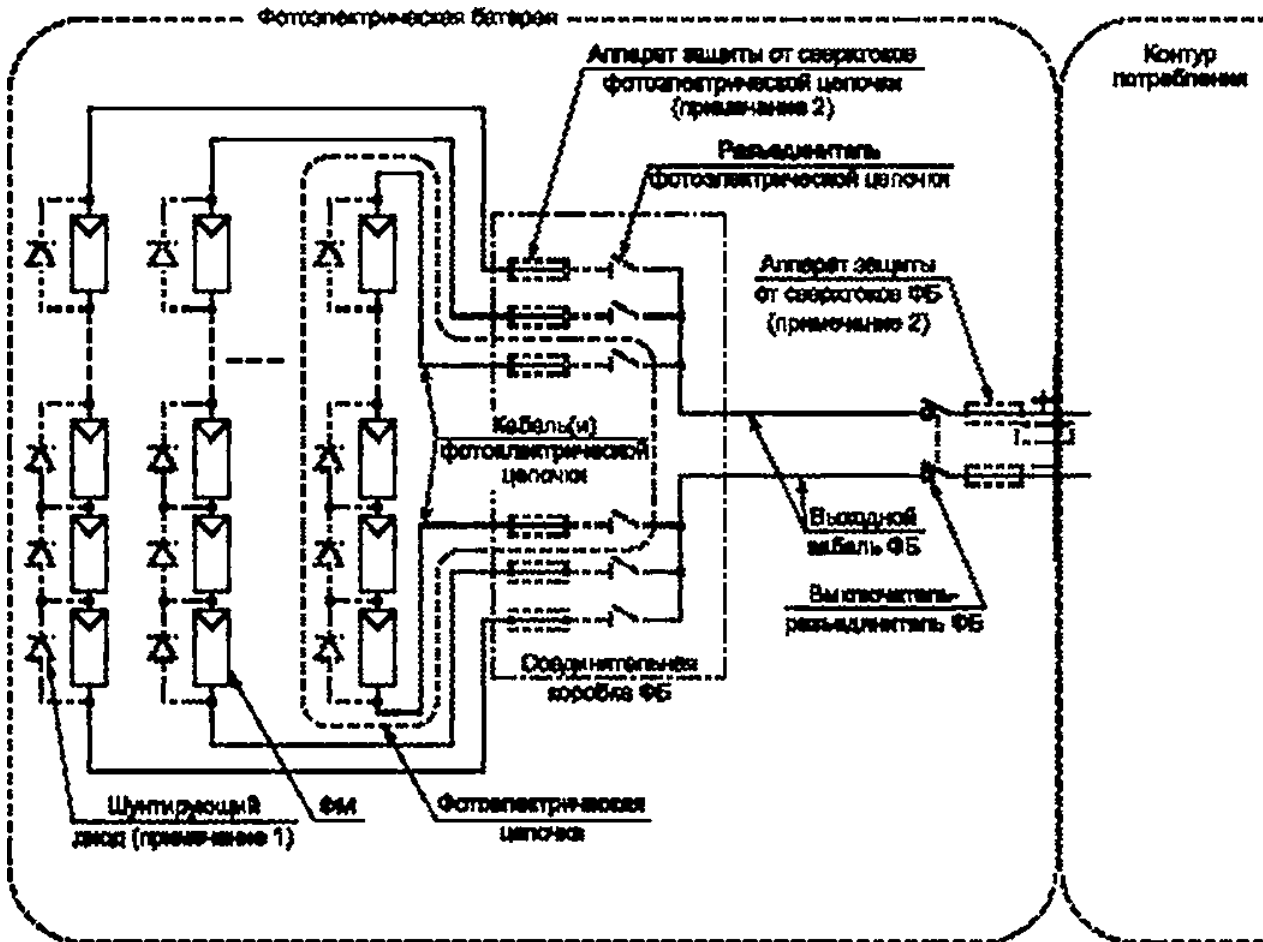 Фотоэлектрическая батарея
Аппарат защиты от сверхтоков
фотоэлектрической цепочки
(примечание 2)
Контур
потребления
Разъединитель
фотоэлектрической цепочки
Аппарат защиты
от сверхтоков ФБ
(примечание 2)
+
Кабель(и)
фотоэлектрической
цепочки
-
Выходной
кабель ФБ
Выключатель-
разъединитель ФБ
Соединительная
коробка ФБ
Шунтирующий
диод (примечание 1)
ФМ
Фотоэлектрическая
цепочка